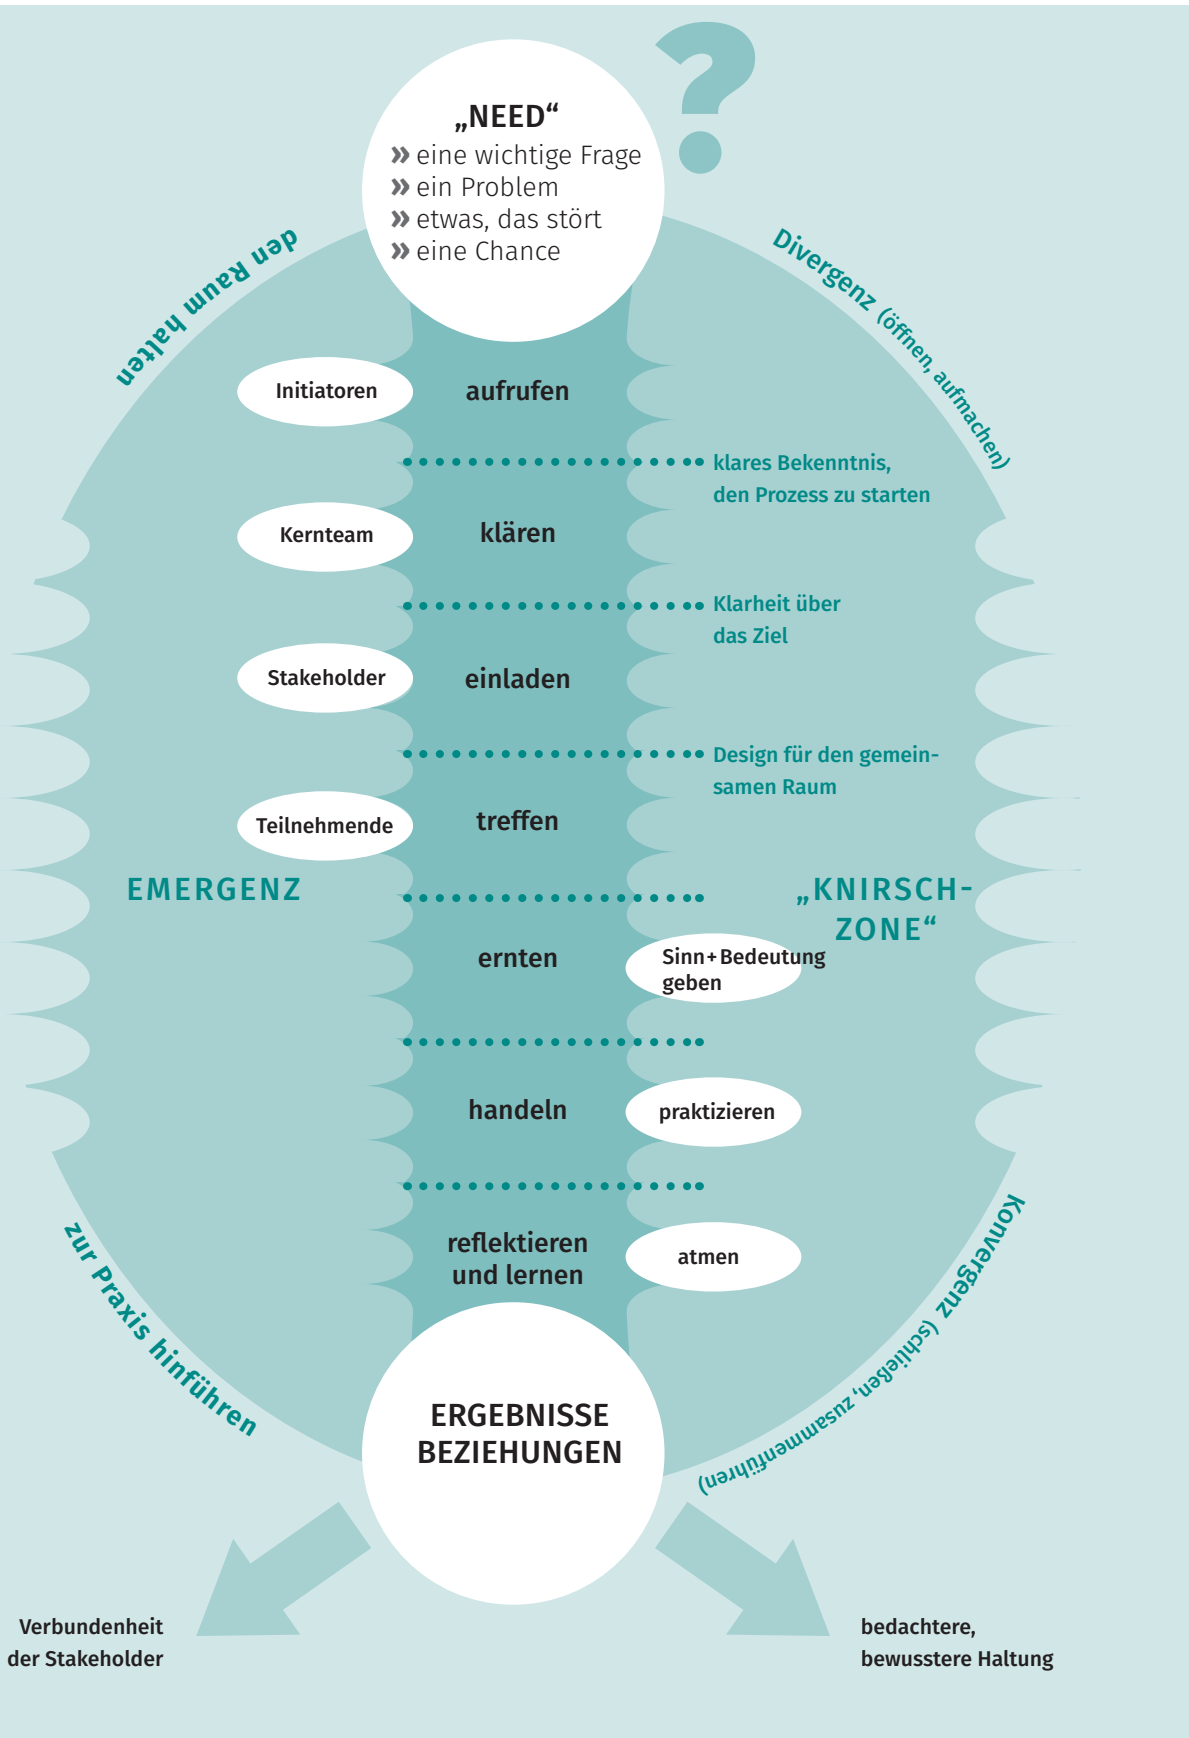 ?
„NEED“
» eine wichtige Frage
» ein Problem
» etwas, das stört
» eine Chance
den Raum halten
Divergenz (öffnen, aufmachen)
Initiatoren
aufrufen
klares Bekenntnis,
den Prozess zu starten
Kernteam
klären
Klarheit über
das Ziel
Stakeholder
einladen
Design für den gemein-
samen Raum
Teilnehmende
treffen
EMERGENZ
„KNIRSCH-
ZONE“
ernten
Sinn+Bedeutung
geben
handeln
praktizieren
reflektieren
und lernen
atmen
zur Praxis hinführen
Konvergenz (schließen, zusammenführen)
ERGEBNISSE
BEZIEHUNGEN
Verbundenheit
der Stakeholder
bedachtere,
bewusstere Haltung